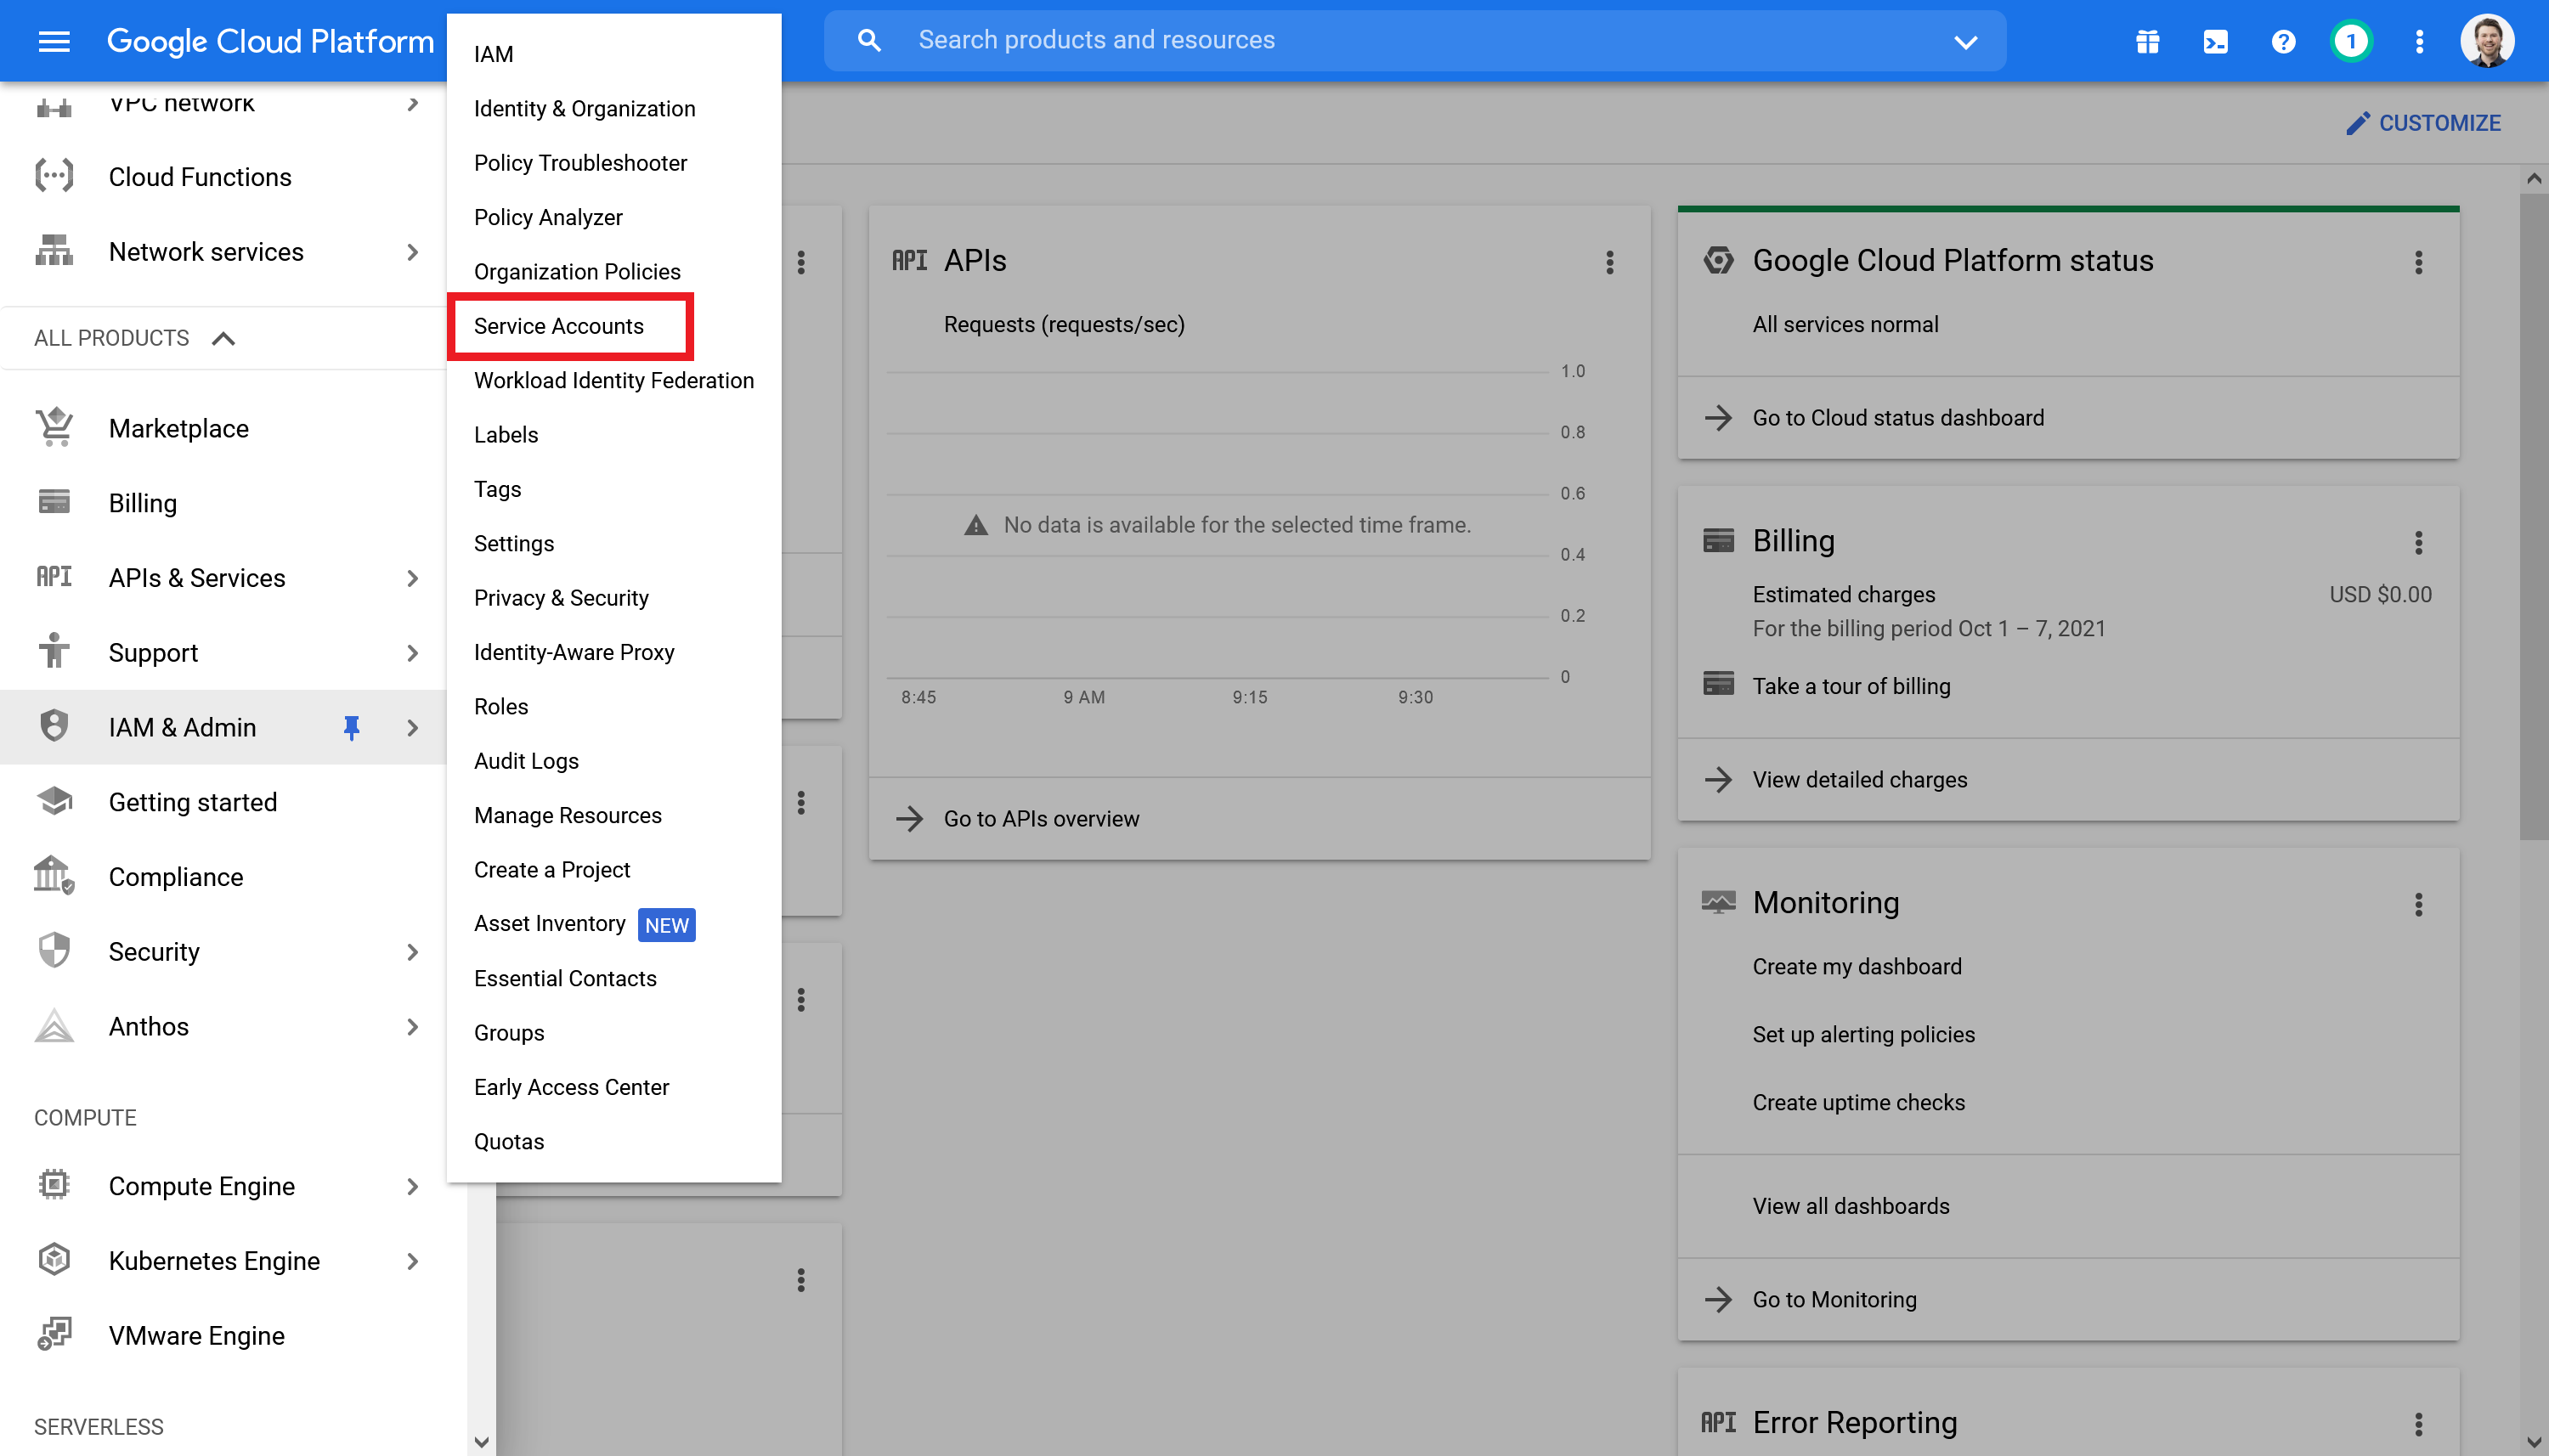 Google Cloud Platform
Search products and resources
1
VPC network
Cloud Functions
Network services
ALL PRODUCTS
Marketplace
Billing
API
APIs & Services
Support
IAM & Admin
Getting started
Compliance
Security
Anthos
COMPUTE
Compute Engine
Kubernetes Engine
VMware Engine
SERVERLESS
IAM
Identity & Organization
Policy Troubleshooter
Policy Analyzer
Organization Policies
Service Accounts
Workload Identity Federation
Labels
Tags
Settings
Privacy & Security
Identity-Aware Proxy
Roles
Audit Logs
Manage Resources
Create a Project
Asset Inventory NEW
Essential Contacts
Groups
Early Access Center
Quotas
CUSTOMIZE
API APIs
Requests (requests/sec)
1.0
0.8
0.6
No data is available for the selected time frame.
0.4
0.2
0
8:45 9 AM 9:15 9:30
Go to APIs overview
Google Cloud Platform status
All services normal
Go to Cloud status dashboard
Billing
Estimated charges USD $0.00
For the billing period Oct 1 – 7, 2021
Take a tour of billing
View detailed charges
Monitoring
Create my dashboard
Set up alerting policies
Create uptime checks
View all dashboards
Go to Monitoring
API Error Reporting